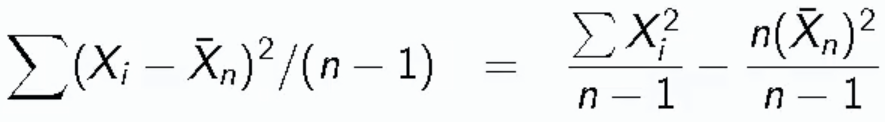 ∑(Xᵢ − X̄ₙ)²/(n − 1) = ∑Xᵢ²/(n − 1) − n(X̄ₙ)²/(n − 1)